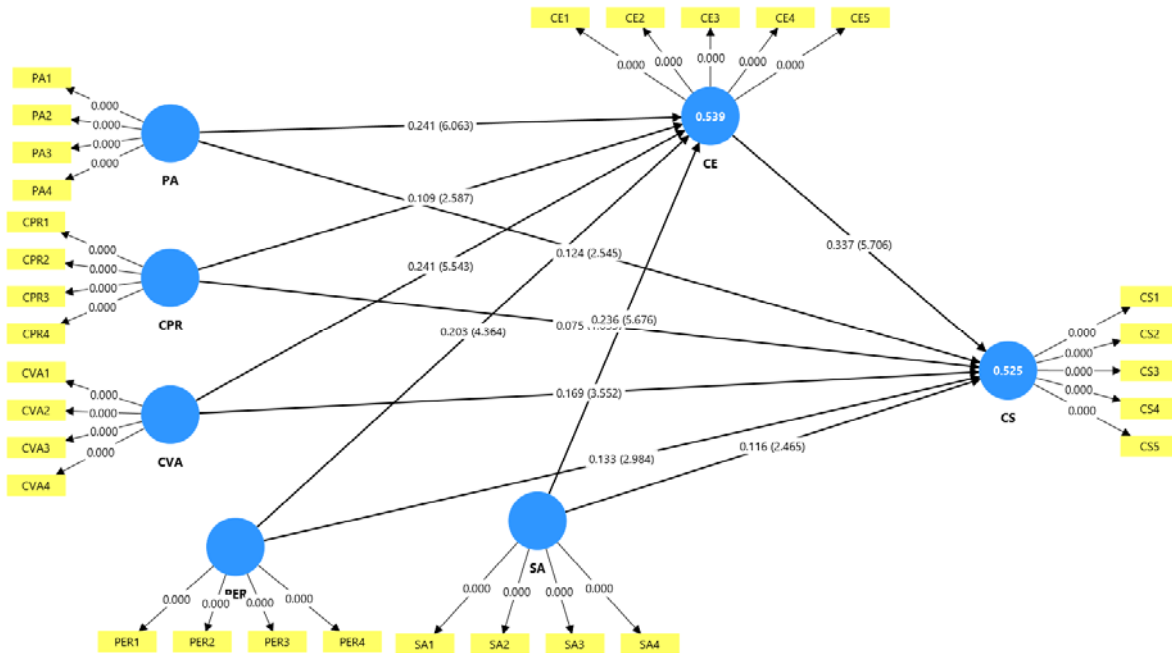 CE1 CE2 CE3 CE4 CE5
0.000 0.000 0.000 0.000 0.000
0.539
CE
PA1
PA2
PA3
PA4
0.000
0.000
0.000
0.000
PA
0.241 (6.063)
CPR1
CPR2
CPR3
CPR4
0.000
0.000
0.000
0.000
CPR
0.109 (2.587)
0.124 (2.545)
0.337 (5.706)
0.241 (5.543)
0.236 (5.676)
0.075
0.203 (4.364)
CVA1
CVA2
CVA3
CVA4
0.000
0.000
0.000
0.000
CVA
0.169 (3.552)
0.525
CS
CS1
CS2
CS3
CS4
CS5
0.000
0.000
0.000
0.000
0.000
0.116 (2.465)
0.133 (2.984)
PER
0.000 0.000 0.000 0.000
PER1 PER2 PER3 PER4
SA
0.000 0.000 0.000 0.000
SA1 SA2 SA3 SA4